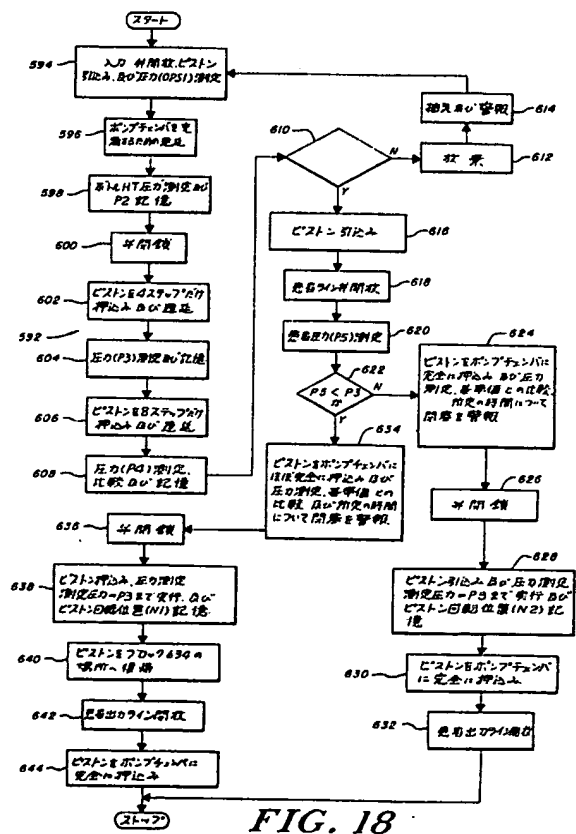 スタート
594
入力弁開放、ピストン
引込み、及び圧力(OPS1)測定
596
ポンプチェンバを充
満するための遅延
598
ボトルHT圧力測定及び
P2記憶
600
弁閉鎖
602
ピストンを4ステップだけ
押込み及び遅延
592
604
圧力(P3)測定及び記憶
606
ピストンを8ステップだけ
押込み及び遅延
608
圧力(P4)測定、
比較及び記憶
610
N
Y
612
614
及び警報
ピストン引込み
616
患者ライン弁開放
618
患者圧力(P5)測定
620
622
P5<P3
か
N
Y
624
ピストンをポンプチェンバに
完全に押込み及び圧力
測定、基準値との比較、
所定の時間について
閉塞を警報
626
弁閉鎖
628
ピストン引込み及び圧力測定
測定圧力=P3まで実行、及び
ピストン回転位置(N2)記憶
630
ピストンをポンプチェンバ
に完全に押込み
632
患者出力ライン開放
634
ピストンをポンプチェンバに
ほぼ完全に押込み及び
圧力測定、基準値との
比較、及び所定の時間
について閉塞を警報
636
弁閉鎖
638
ピストン押込み、圧力測定
測定圧力=P3まで実行、及び
ピストン回転位置(N1)記憶
640
ピストンをブロック634の
場所へ復帰
642
患者出力ライン開放
644
ピストンをポンプチェンバに
完全に押込み
ストップ
FIG. 18